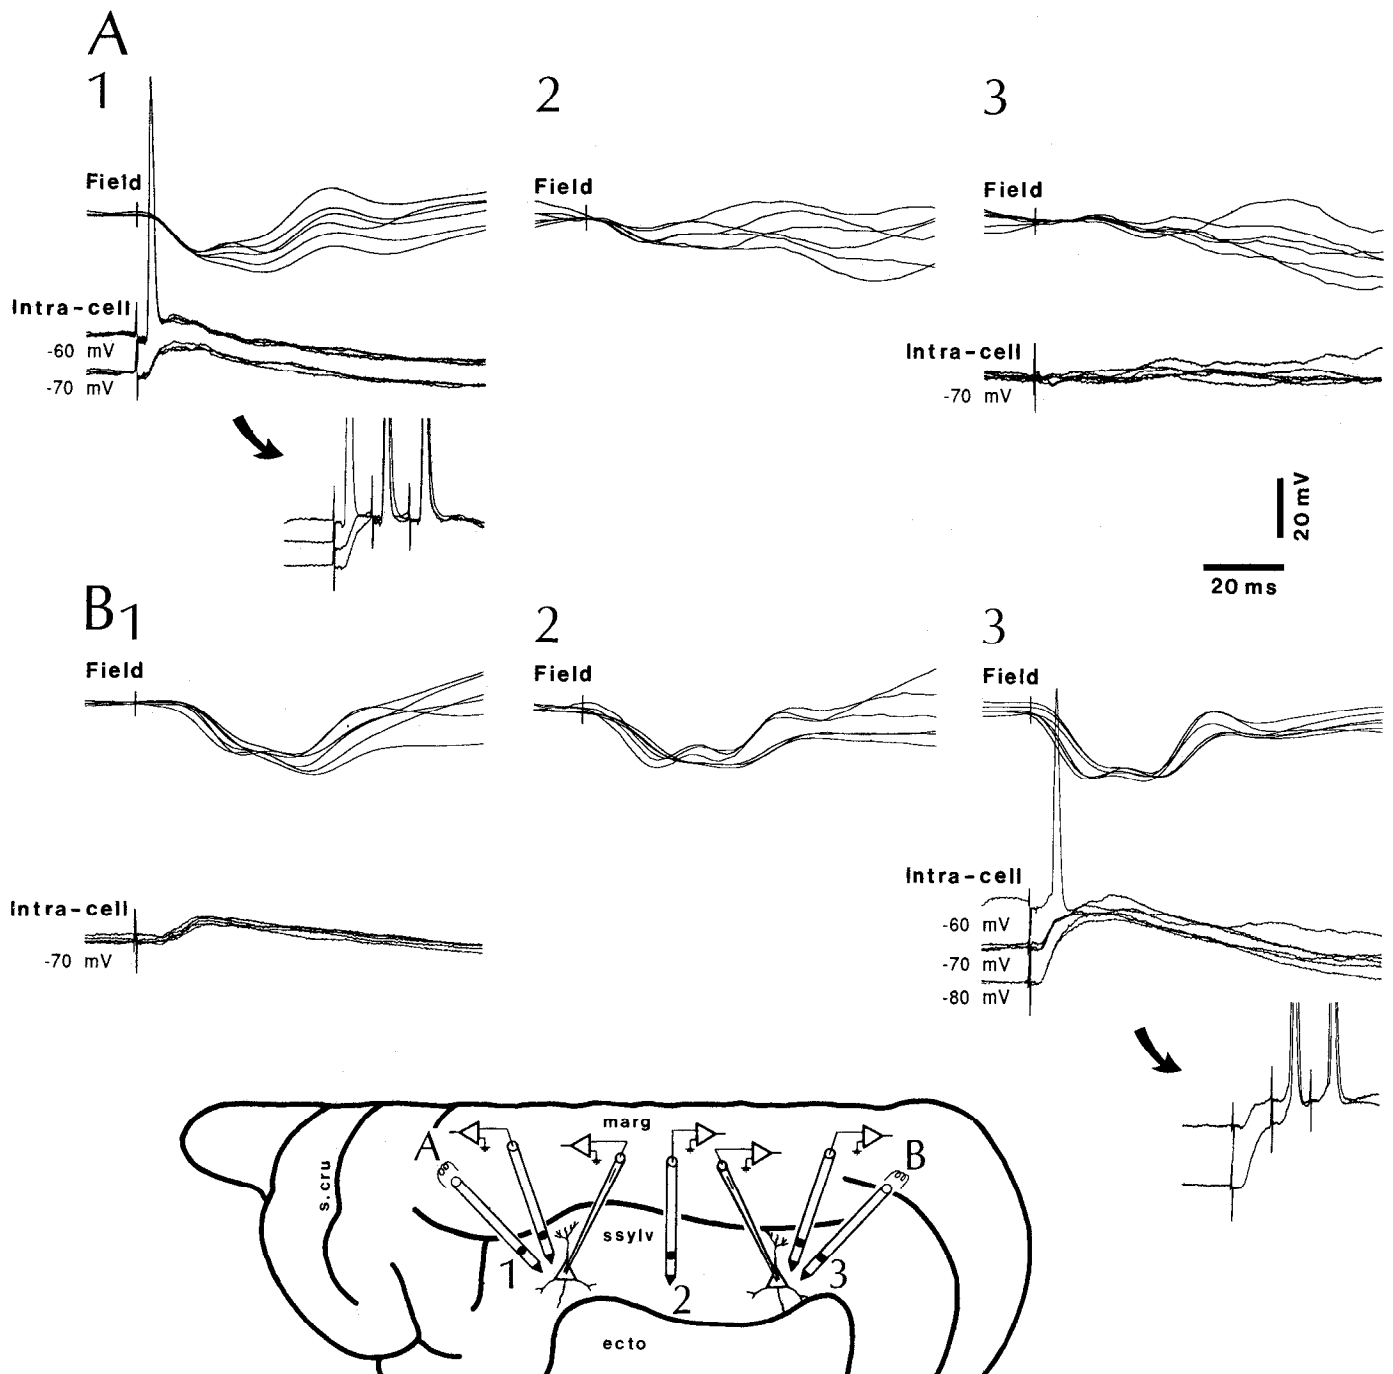 A
1
2
3
Field
Field
Field
Intra-cell
-60 mV
-70 mV
Intra-cell
-70 mV
20 mV
20 ms
B1
2
3
Field
Field
Field
Intra-cell
-70 mV
Intra-cell
-60 mV
-70 mV
-80 mV
marg
A
B
s.cru
ssylv
1
2
3
ecto